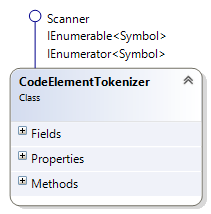 Scanner
IEnumerable<Symbol>
IEnumerator<Symbol>
CodeElementTokenizer
Class
Fields
Properties
Methods